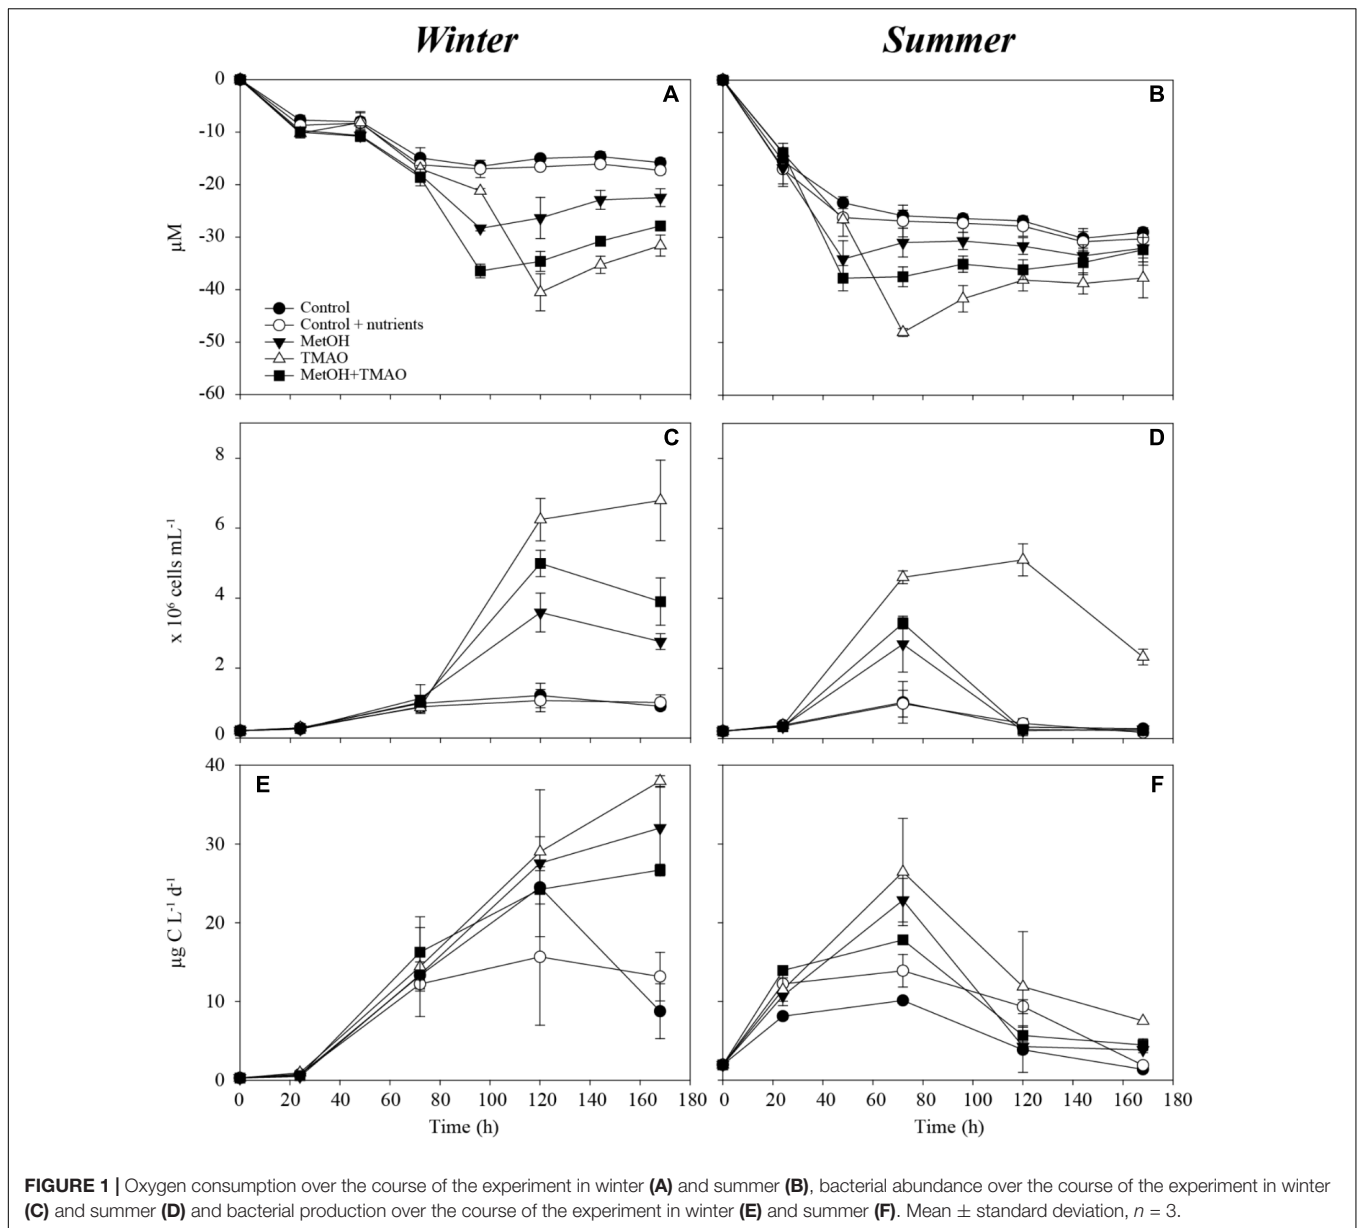 Winter Summer
0
-10
-20
-30
-40
-50
-60
µM
A
Control
Control + nutrients
MetOH
TMAO
MetOH+TMAO
B
8
6
4
2
0
x 10⁶ cells mL⁻¹
C
D
40
30
20
10
0
µg C L⁻¹ d⁻¹
E
F
0 20 40 60 80 100 120 140 160 180
0 20 40 60 80 100 120 140 160 180
Time (h) Time (h)
FIGURE 1 | Oxygen consumption over the course of the experiment in winter (A) and summer (B), bacterial abundance over the course of the experiment in winter
(C) and summer (D) and bacterial production over the course of the experiment in winter (E) and summer (F). Mean ± standard deviation, n = 3.